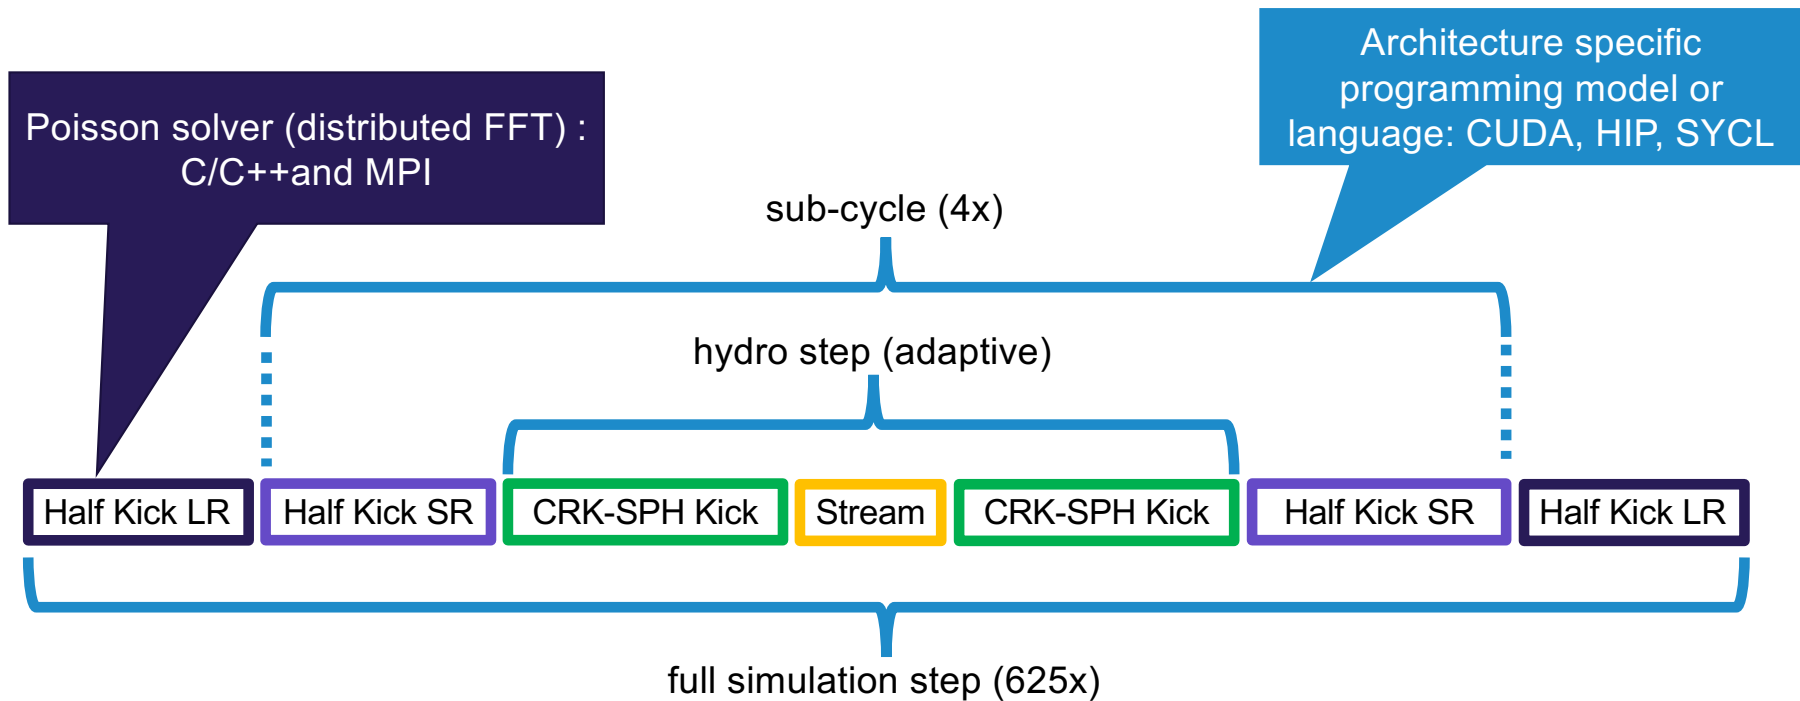 Architecture specific
programming model or
language: CUDA, HIP, SYCL
Poisson solver (distributed FFT) :
C/C++and MPI
sub-cycle (4x)
hydro step (adaptive)
Half Kick LR
Half Kick SR
CRK-SPH Kick
Stream
CRK-SPH Kick
Half Kick SR
Half Kick LR
full simulation step (625x)